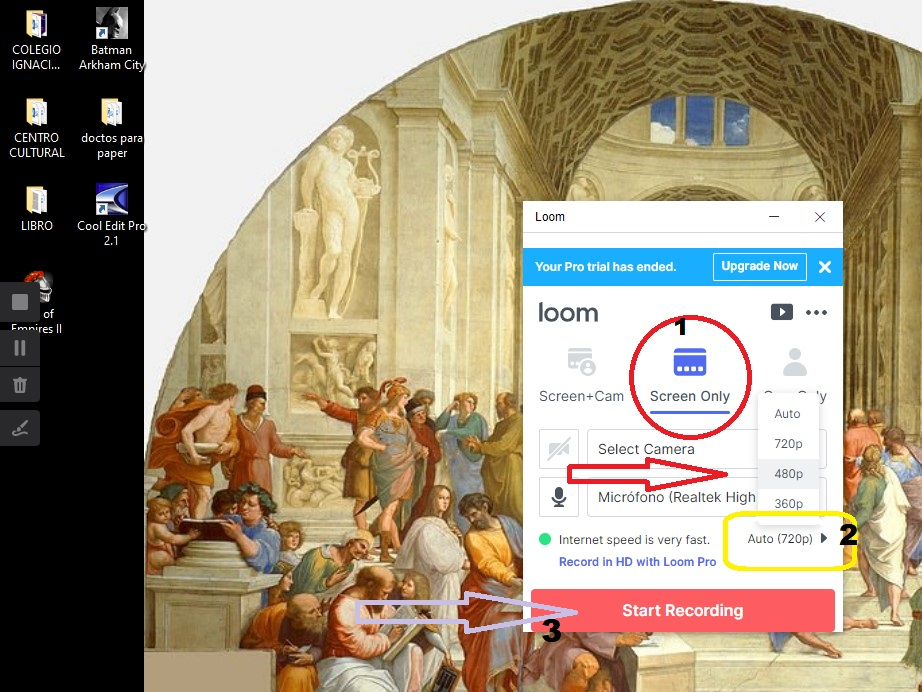 COLEGIO
IGNACI...
Batman
Arkham City
CENTRO
CULTURAL
doctos para
paper
LIBRO
Cool Edit Pro
2.1
of
Empires II
Loom
Your Pro trial has ended.
Upgrade Now
loom
1
Screen+Cam
Screen Only
Only
Auto
720p
480p
360p
Select Camera
Micrófono (Realtek High
Internet speed is very fast.
Auto (720p)
2
Record in HD with Loom Pro
Start Recording
3